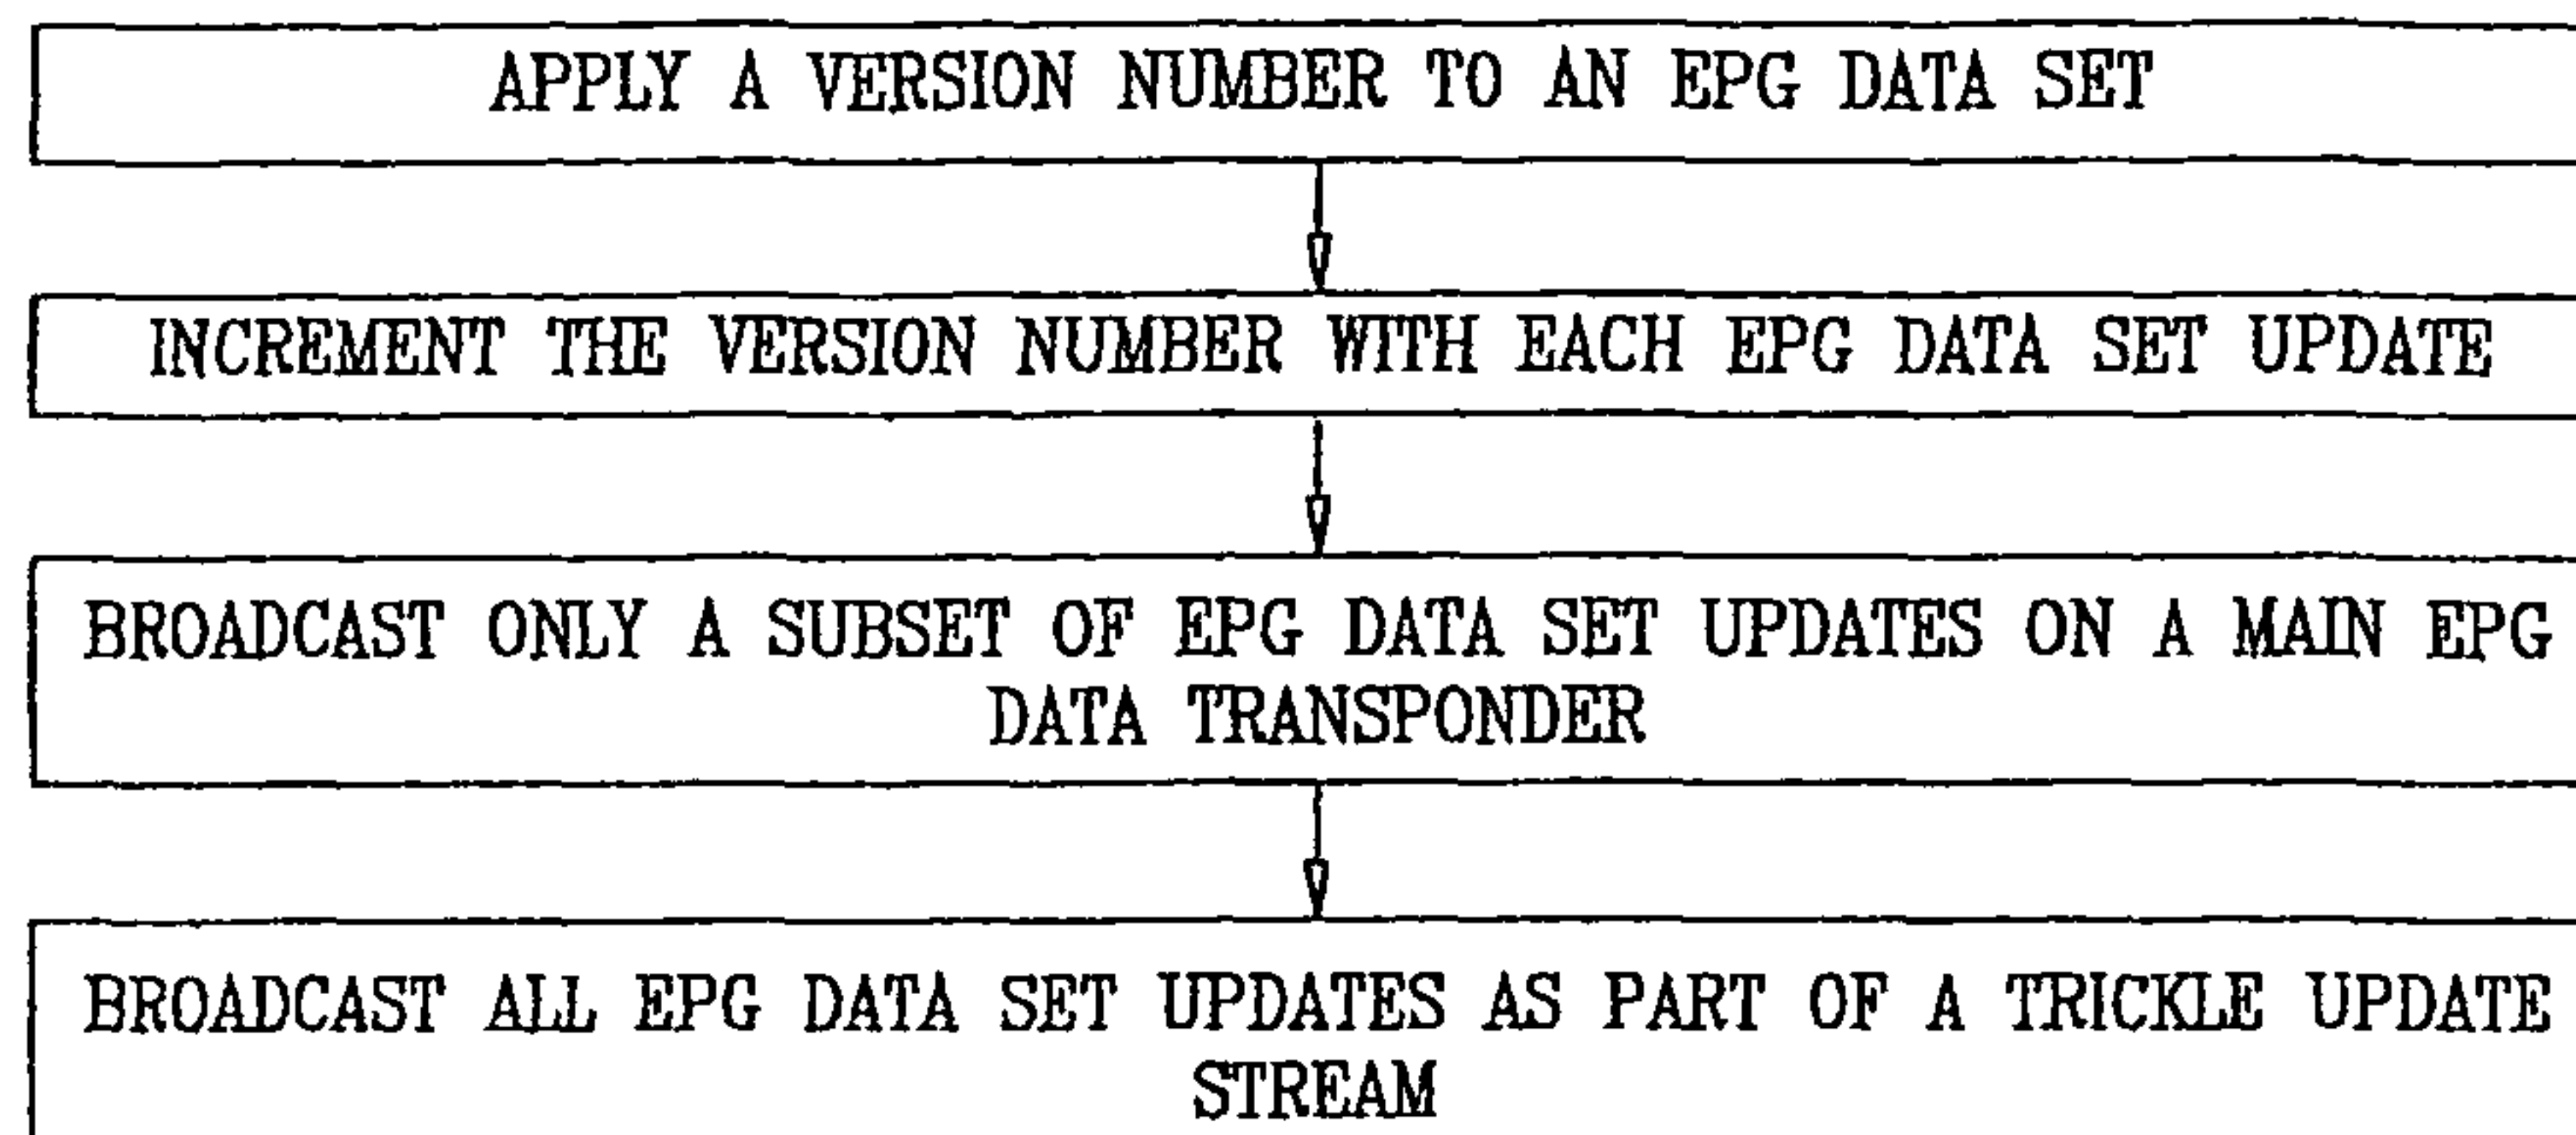 APPLY A VERSION NUMBER TO AN EPG DATA SET
INCREMENT THE VERSION NUMBER WITH EACH EPG DATA SET UPDATE
BROADCAST ONLY A SUBSET OF EPG DATA SET UPDATES ON A MAIN EPG
DATA TRANSPONDER
BROADCAST ALL EPG DATA SET UPDATES AS PART OF A TRICKLE UPDATE
STREAM